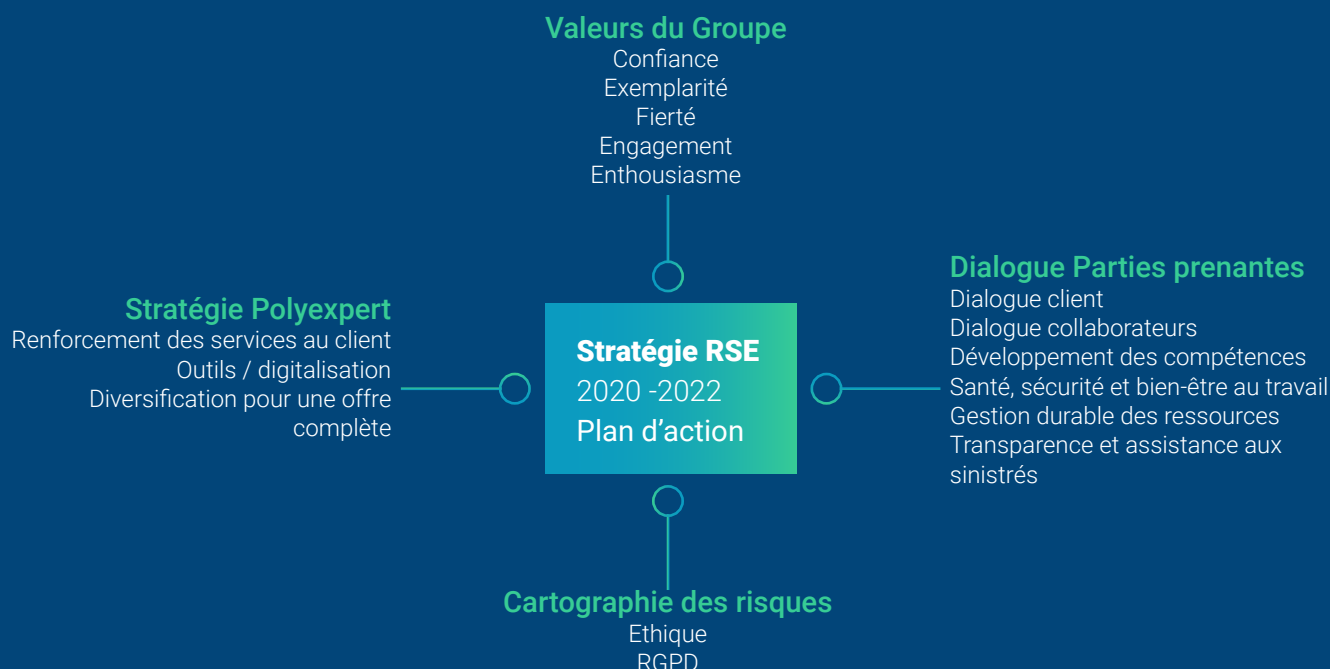 Valeurs du Groupe
Confiance
Exemplarité
Fierté
Engagement
Enthousiasme
Stratégie Polyexpert
Renforcement des services au client
Outils / digitalisation
Diversification pour une offre
complète
Stratégie RSE
2020 -2022
Plan d’action
Dialogue Parties prenantes
Dialogue client
Dialogue collaborateurs
Développement des compétences
Santé, sécurité et bien-être au travail
Gestion durable des ressources
Transparence et assistance aux
sinistrés
Cartographie des risques
Ethique
RGPD